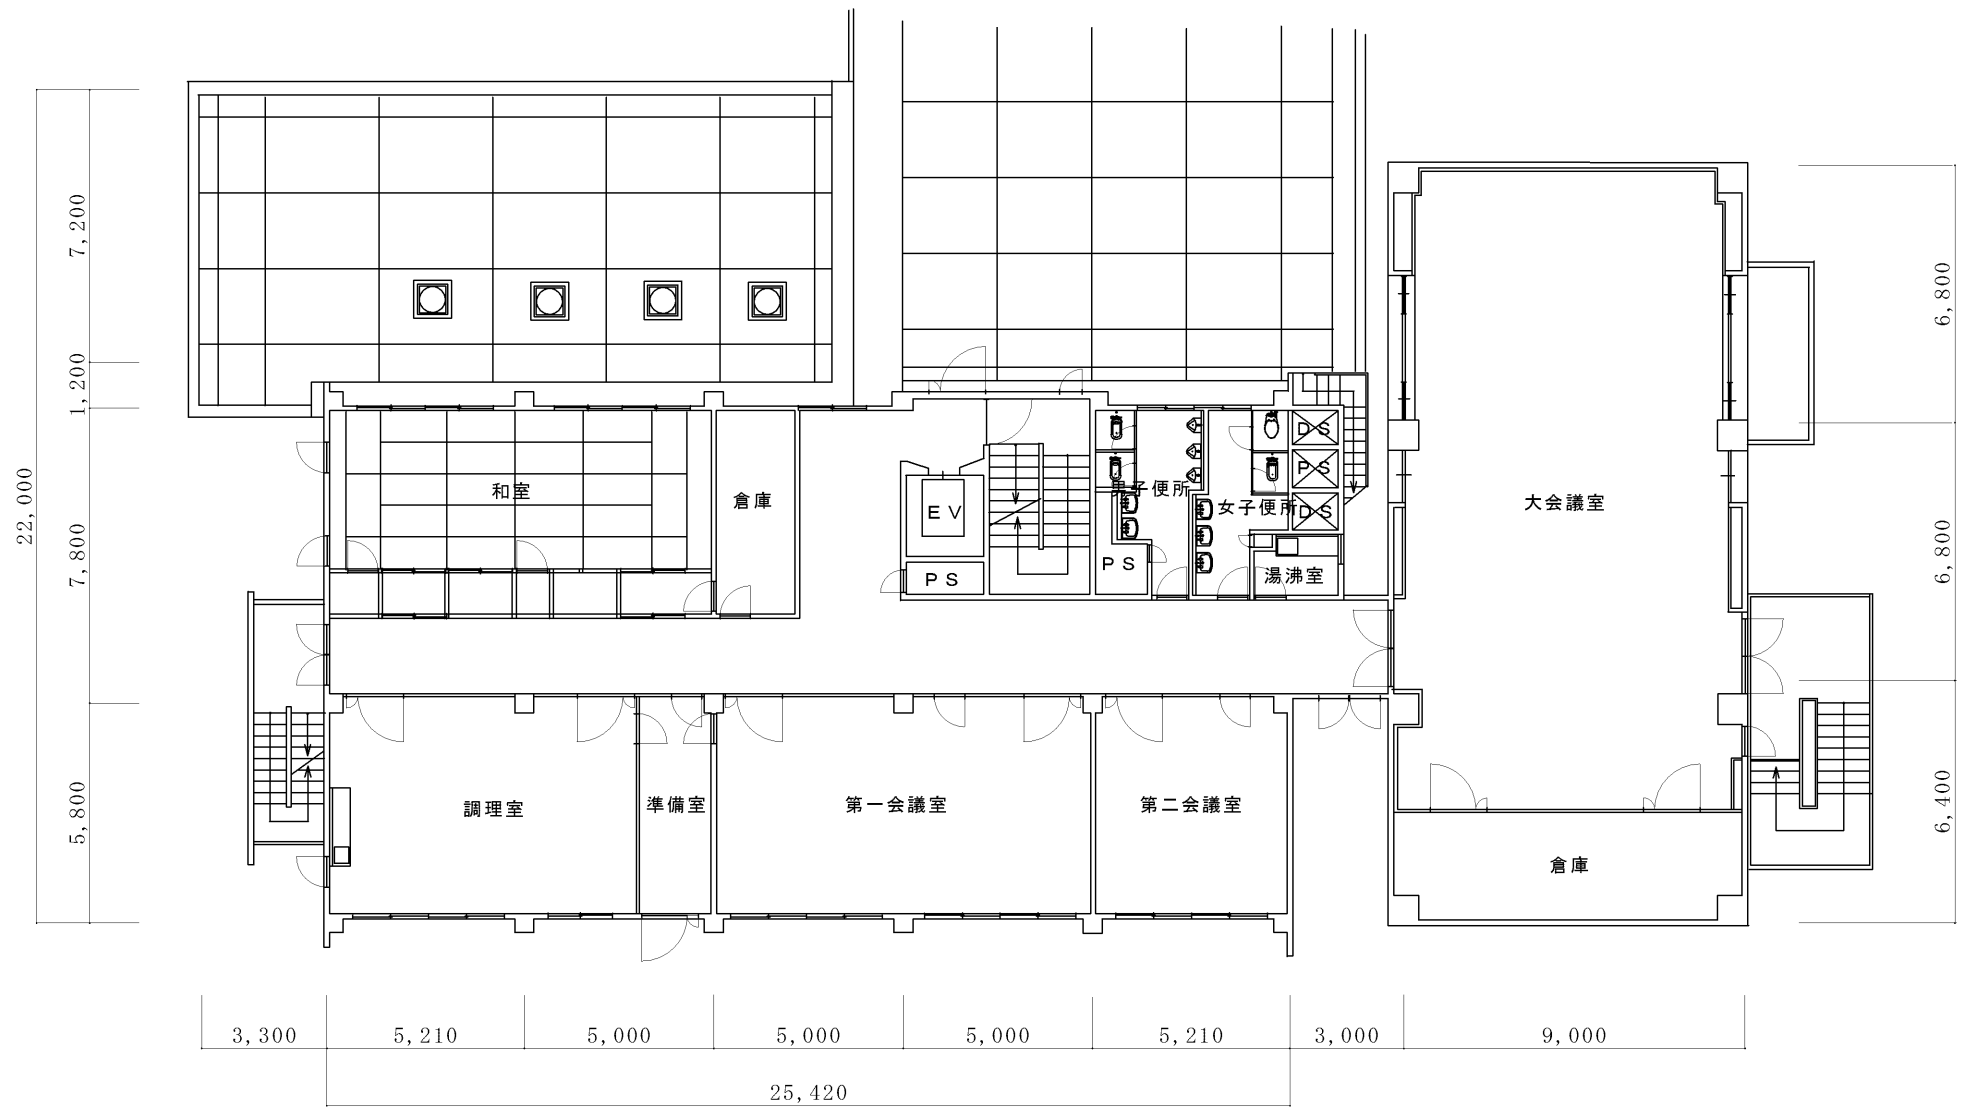 7,200
1,200
7,800
5,800
22,000
6,800
6,800
6,400
和室
倉庫
EV
PS
男子便所
PS
女子便所
DS
PS
DS
湯沸室
大会議室
調理室
準備室
第一会議室
第二会議室
倉庫
3,300
5,210
5,000
5,000
5,000
5,210
3,000
9,000
25,420